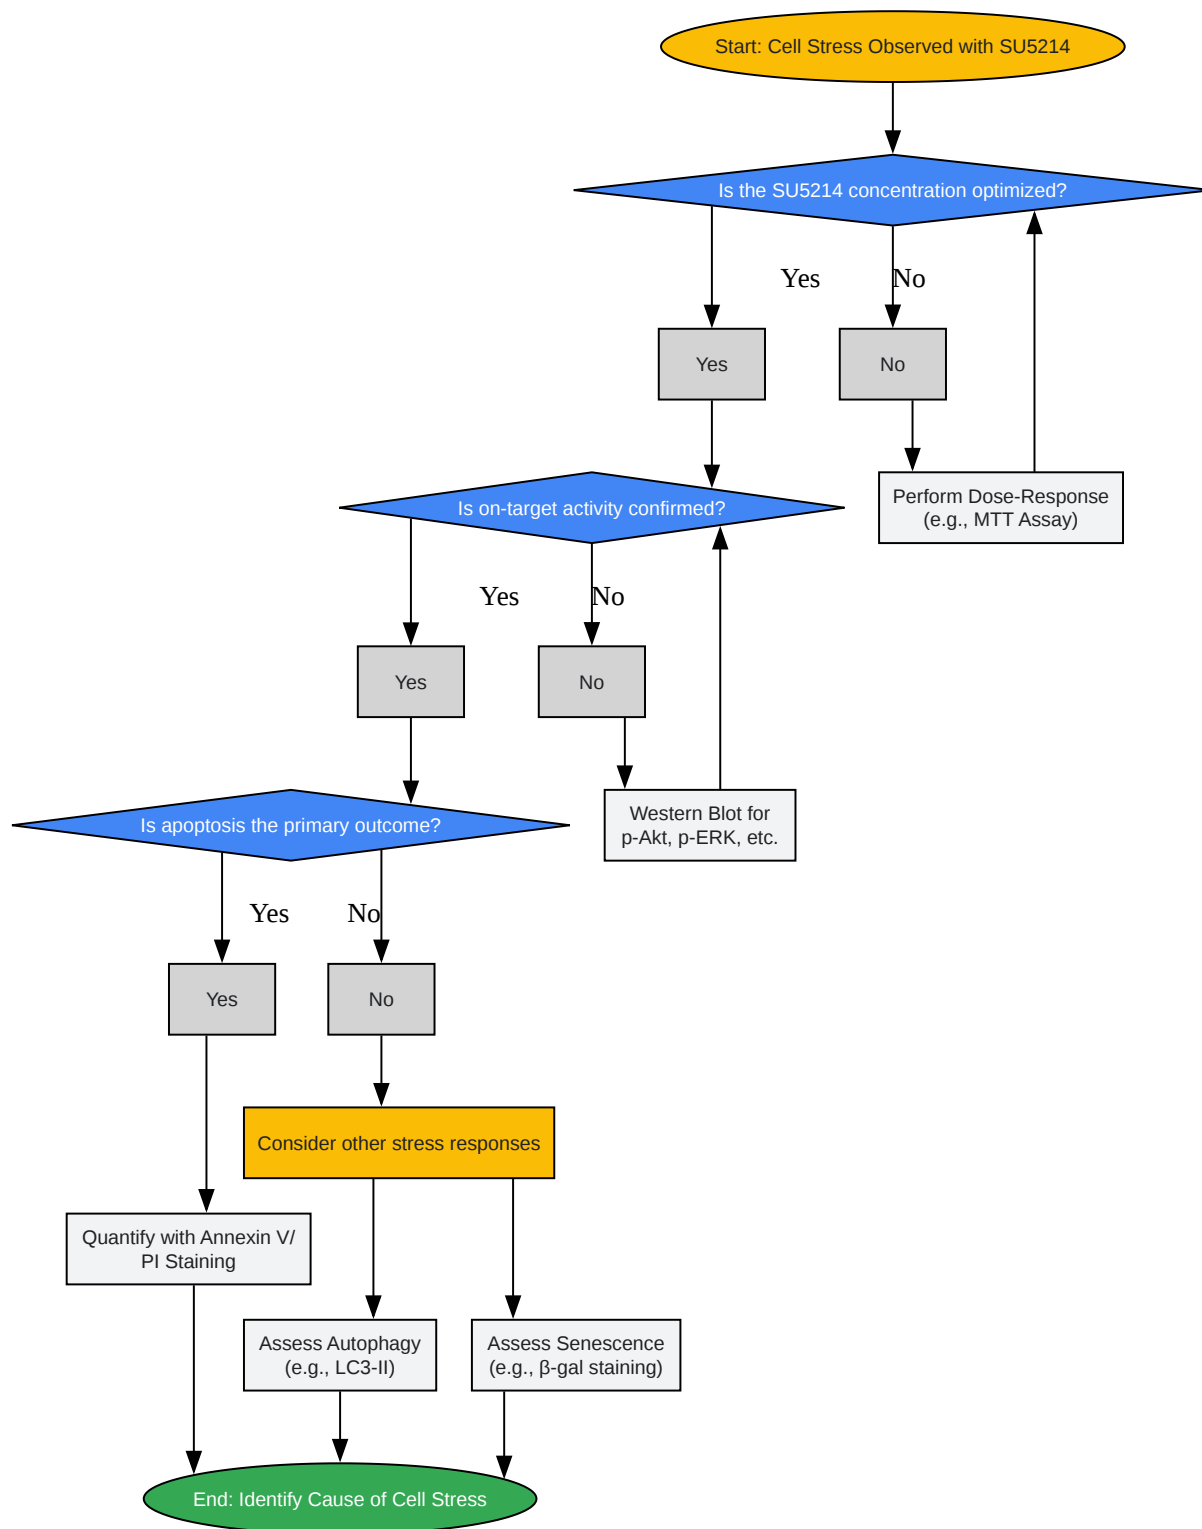 Start: Cell Stress Observed with SU5214
Is the SU5214 concentration optimized?
Yes
No
Yes
No
Perform Dose-Response
(e.g., MTT Assay)
Is on-target activity confirmed?
Yes
No
Yes
No
Western Blot for
p-Akt, p-ERK, etc.
Is apoptosis the primary outcome?
Yes
No
Yes
No
Consider other stress responses
Quantify with Annexin V/
PI Staining
Assess Autophagy
(e.g., LC3-II)
Assess Senescence
(e.g., β-gal staining)
End: Identify Cause of Cell Stress